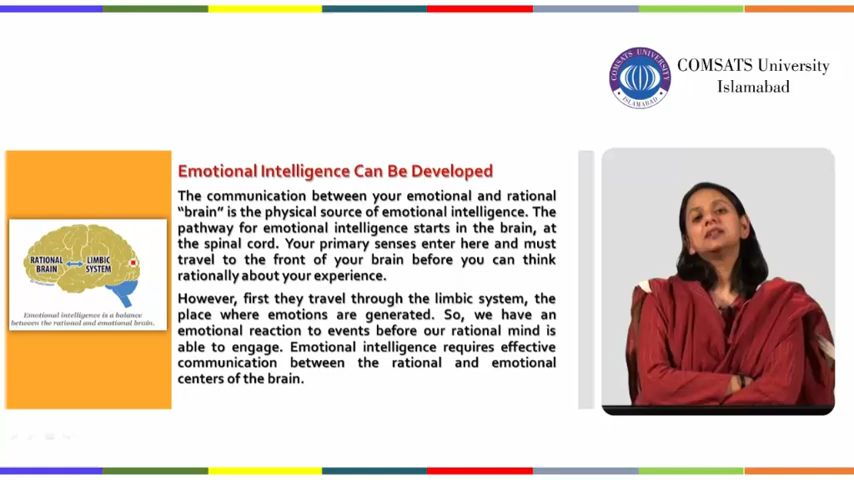 COMSATS University
Islamabad
COMSATS UNIVERSITY
ISLAMABAD
Emotional Intelligence Can Be Developed
The communication between your emotional and rational
“brain” is the physical source of emotional intelligence. The
pathway for emotional intelligence starts in the brain, at
the spinal cord. Your primary senses enter here and must
travel to the front of your brain before you can think
rationally about your experience.
However, first they travel through the limbic system, the
place where emotions are generated. So, we have an
emotional reaction to events before our rational mind is
able to engage. Emotional intelligence requires effective
communication between the rational and emotional
centers of the brain.
RATIONAL
BRAIN
LIMBIC
SYSTEM
Emotional intelligence is a balance
between the rational and emotional brain.